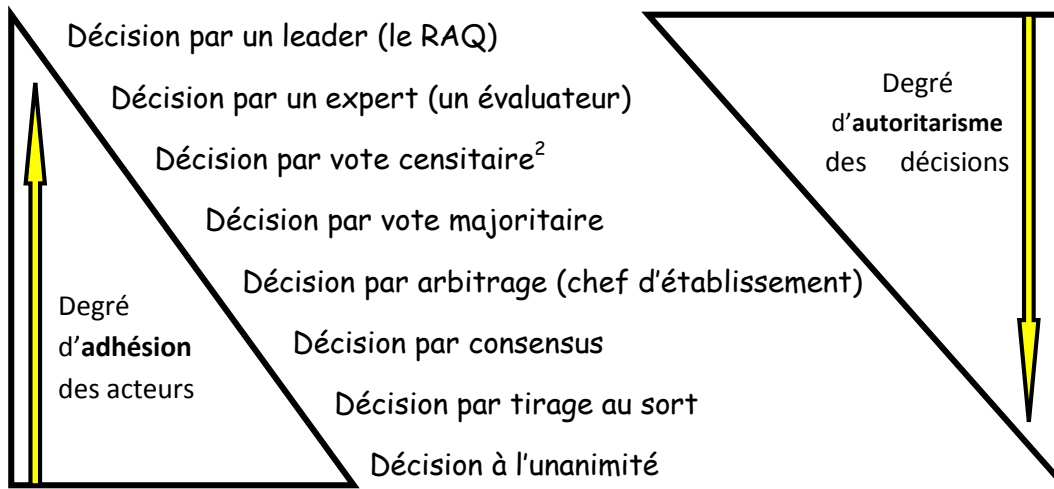 Décision par un leader (le RAQ)
Décision par un expert (un évaluateur)
Décision par vote censitaire²
Décision par vote majoritaire
Décision par arbitrage (chef d'établissement)
Décision par consensus
Décision par tirage au sort
Décision à l'unanimité
Degré
d'adhésion
des acteurs
Degré
d'autoritarisme
des décisions